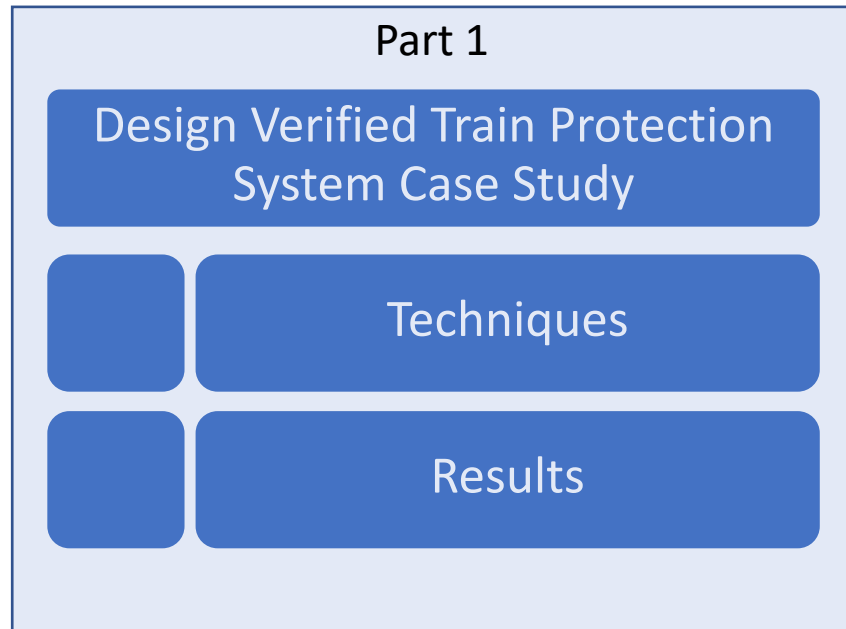 Part 1
Design Verified Train Protection
System Case Study
Techniques
Results